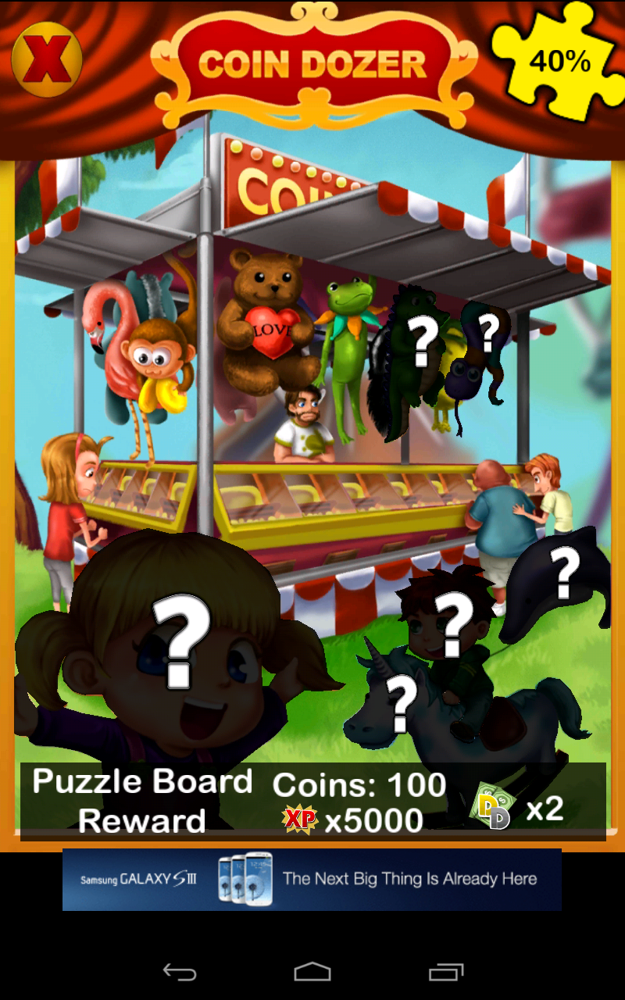 COIN DOZER
40%
COI
LOVE
?
?
?
?
?
?
Puzzle Board Reward
Coins: 100
XP x5000
DD x2
Samsung GALAXY SIII
The Next Big Thing Is Already Here